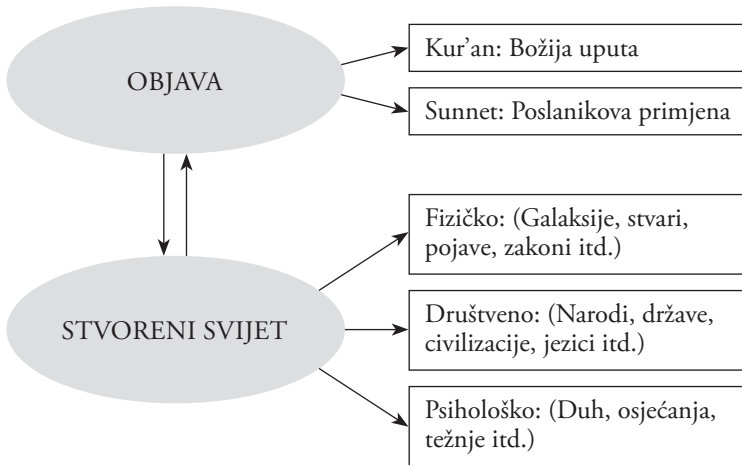 OBJAVA
Kur’an: Božija uputa
Sunnet: Poslanikova primjena
STVORENI SVIJET
Fizičko: (Galaksije, stvari,
pojave, zakoni itd.)
Društveno: (Narodi, države,
civilizacije, jezici itd.)
Psihološko: (Duh, osjećanja,
težnje itd.)